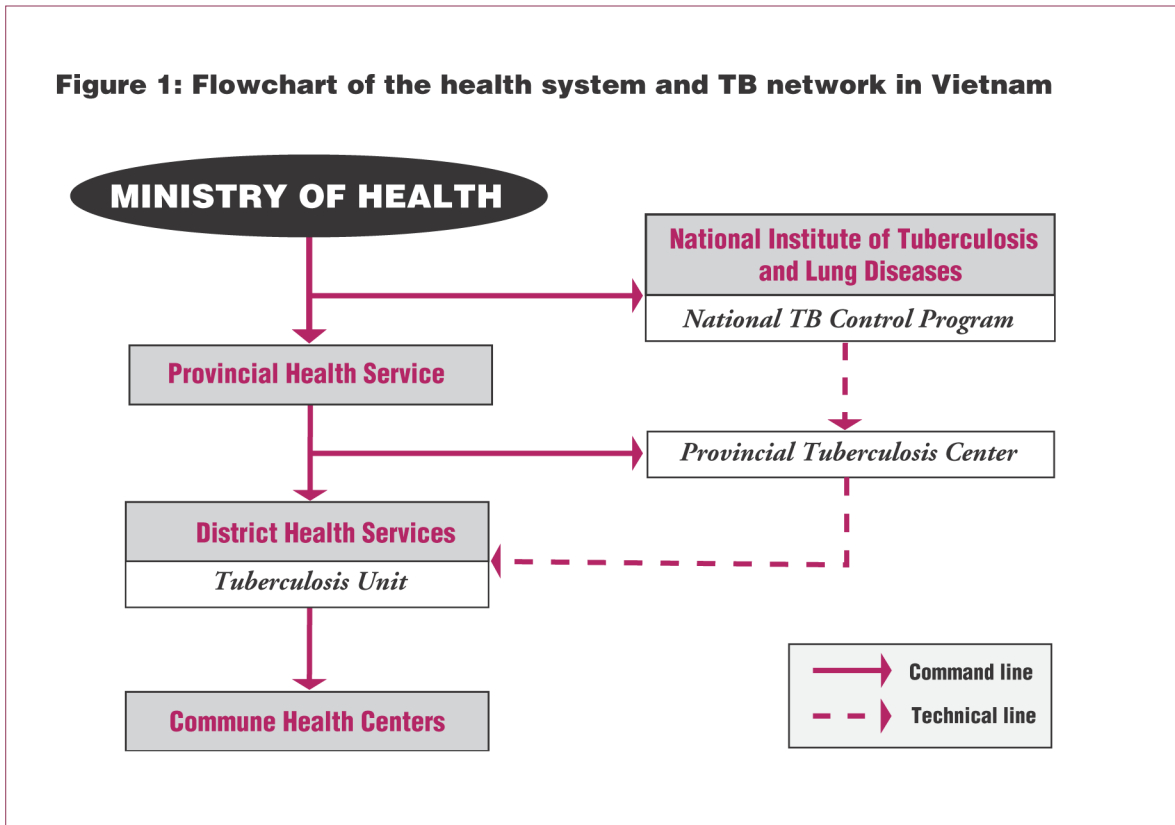 Figure 1: Flowchart of the health system and TB network in Vietnam
MINISTRY OF HEALTH
National Institute of Tuberculosis
and Lung Diseases
National TB Control Program
Provincial Health Service
Provincial Tuberculosis Center
District Health Services
Tuberculosis Unit
Commune Health Centers
Command line
Technical line